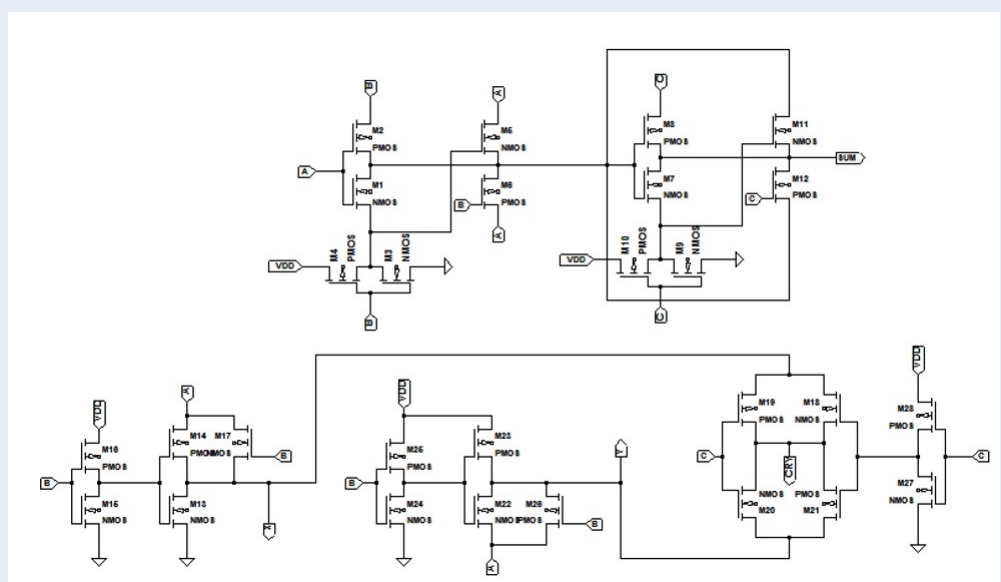 B
A
C
M2
PMOS
M5
NMOS
M8
PMOS
M11
NMOS
A
M1
NMOS
M6
PMOS
B
M7
NMOS
SUM
M12
PMOS
C
A
M4
PMOS
M3
NMOS
VDD
M10
PMOS
M9
NMOS
VDD
B
C
VDD
A
VDD
VDD
M16
PMOS
M14
M17
NMOS
B
M25
PMOS
M23
PMOS
Y
M19
PMOS
M18
NMOS
M28
PMOS
B
B
C
C
CRY
M15
NMOS
M13
NMOS
M24
NMOS
M22
NMOS
M26
PMOS
B
NMOS
M20
PMOS
M21
M27
NMOS
A